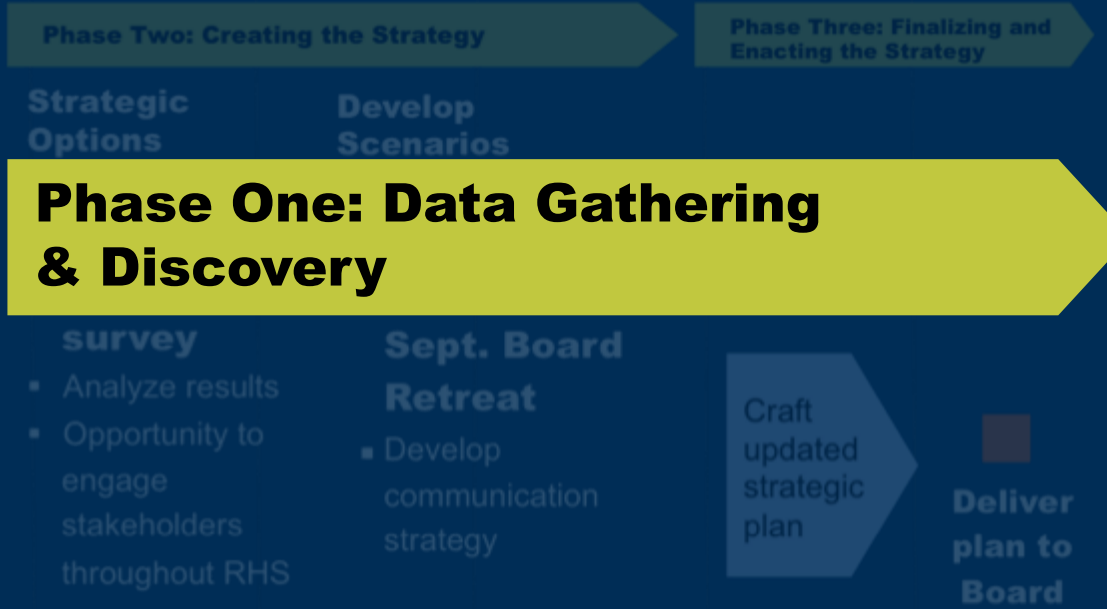 Phase Two: Creating the Strategy
Phase Three: Finalizing and
Enacting the Strategy
Strategic
Options
Develop
Scenarios
Phase One: Data Gathering
& Discovery
survey
▪ Analyze results
▪ Opportunity to
engage
stakeholders
throughout RHS
Sept. Board
Retreat
▪ Develop
communication
strategy
Craft
updated
strategic
plan
Deliver
plan to
Board